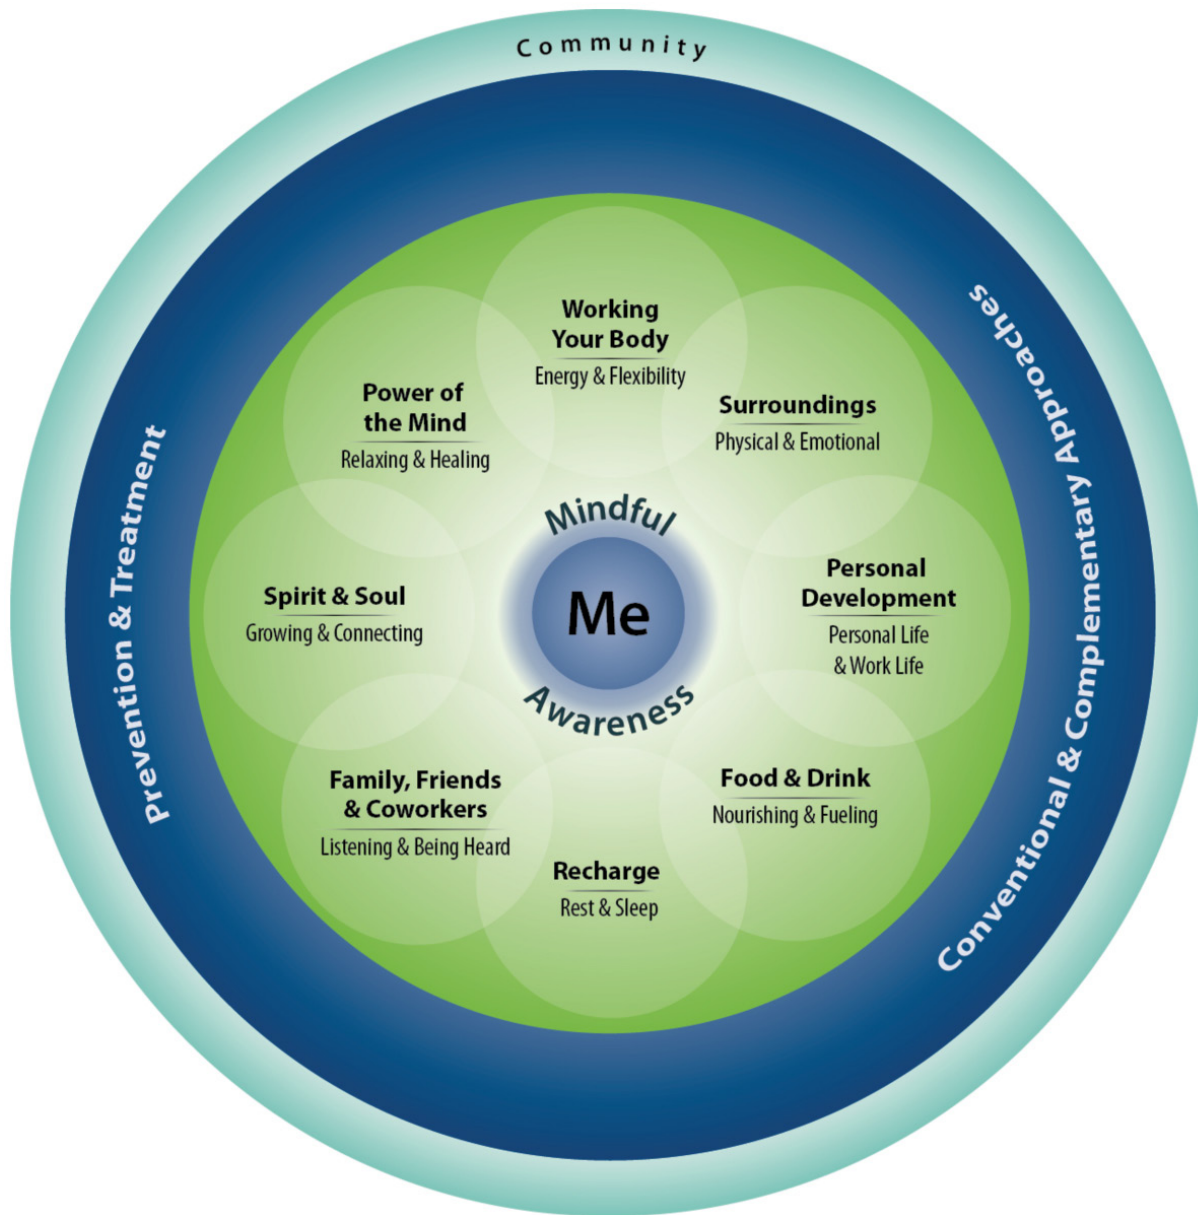 Community
Prevention & Treatment
Conventional & Complementary Approaches
Working
Your Body
Energy & Flexibility
Surroundings
Physical & Emotional
Personal
Development
Personal Life
& Work Life
Food & Drink
Nourishing & Fueling
Recharge
Rest & Sleep
Family, Friends
& Coworkers
Listening & Being Heard
Spirit & Soul
Growing & Connecting
Power of
the Mind
Relaxing & Healing
Mindful
Me
Awareness